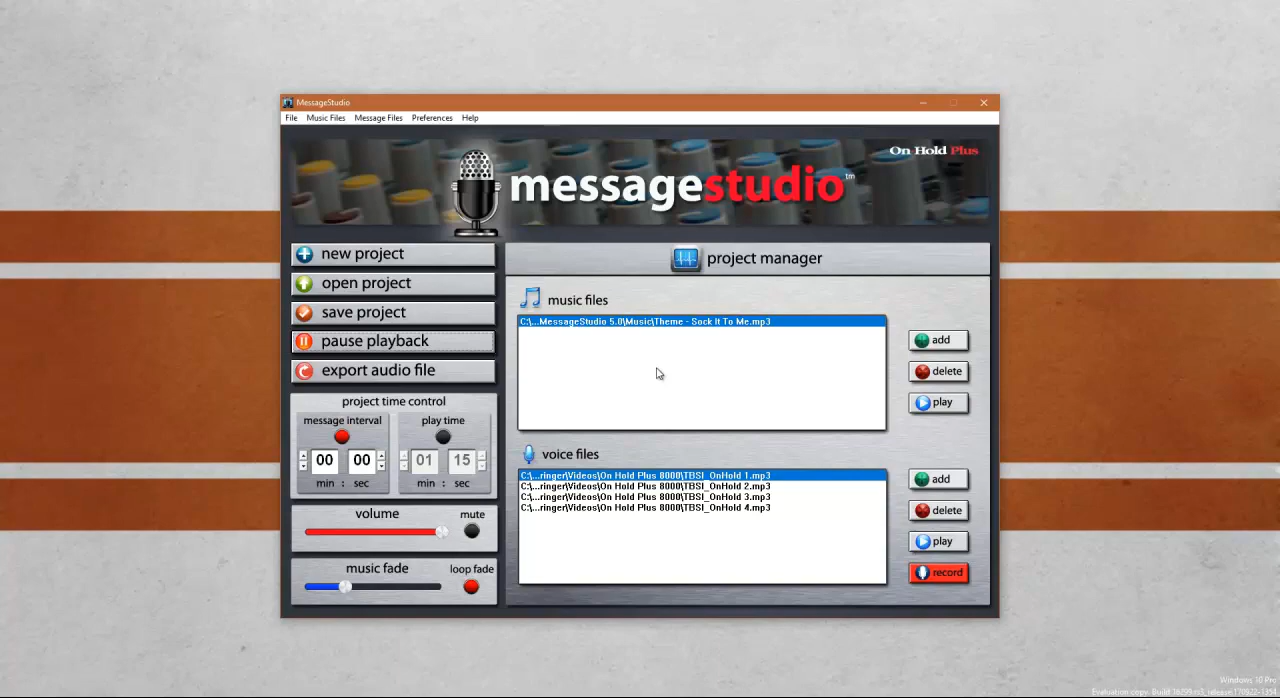 MessageStudio
File Music Files Message Files Preferences Help
On Hold Plus
messagestudio™
new project
open project
save project
pause playback
export audio file
project time control
message interval play time
00 00 01 15
min : sec min : sec
volume mute
music fade loop fade
project manager
music files
C:\...MessageStudio 5.0\Music\Theme - Sock It To Me.mp3
add
delete
play
voice files
C:\...ringer\Videos\On Hold Plus 8000\TBSI_OnHold 1.mp3
C:\...ringer\Videos\On Hold Plus 8000\TBSI_OnHold 2.mp3
C:\...ringer\Videos\On Hold Plus 8000\TBSI_OnHold 3.mp3
C:\...ringer\Videos\On Hold Plus 8000\TBSI_OnHold 4.mp3
add
delete
play
record
Windows 10 Pro
Evaluation copy. Build 16299.rs3_release.170922-1354